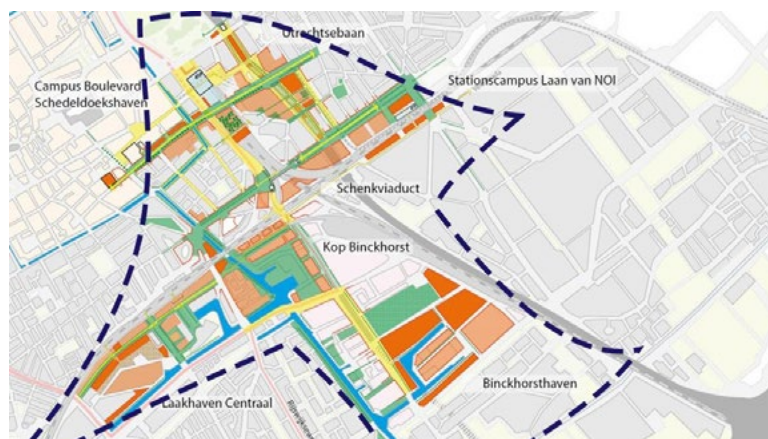 Utrechtsebaan
Campus Boulevard
Schedeldoekshaven
Stationscampus Laan van NOI
Schenkviaduct
Kop Binckhorst
Binckhorsthaven
Laakhaven Centraal